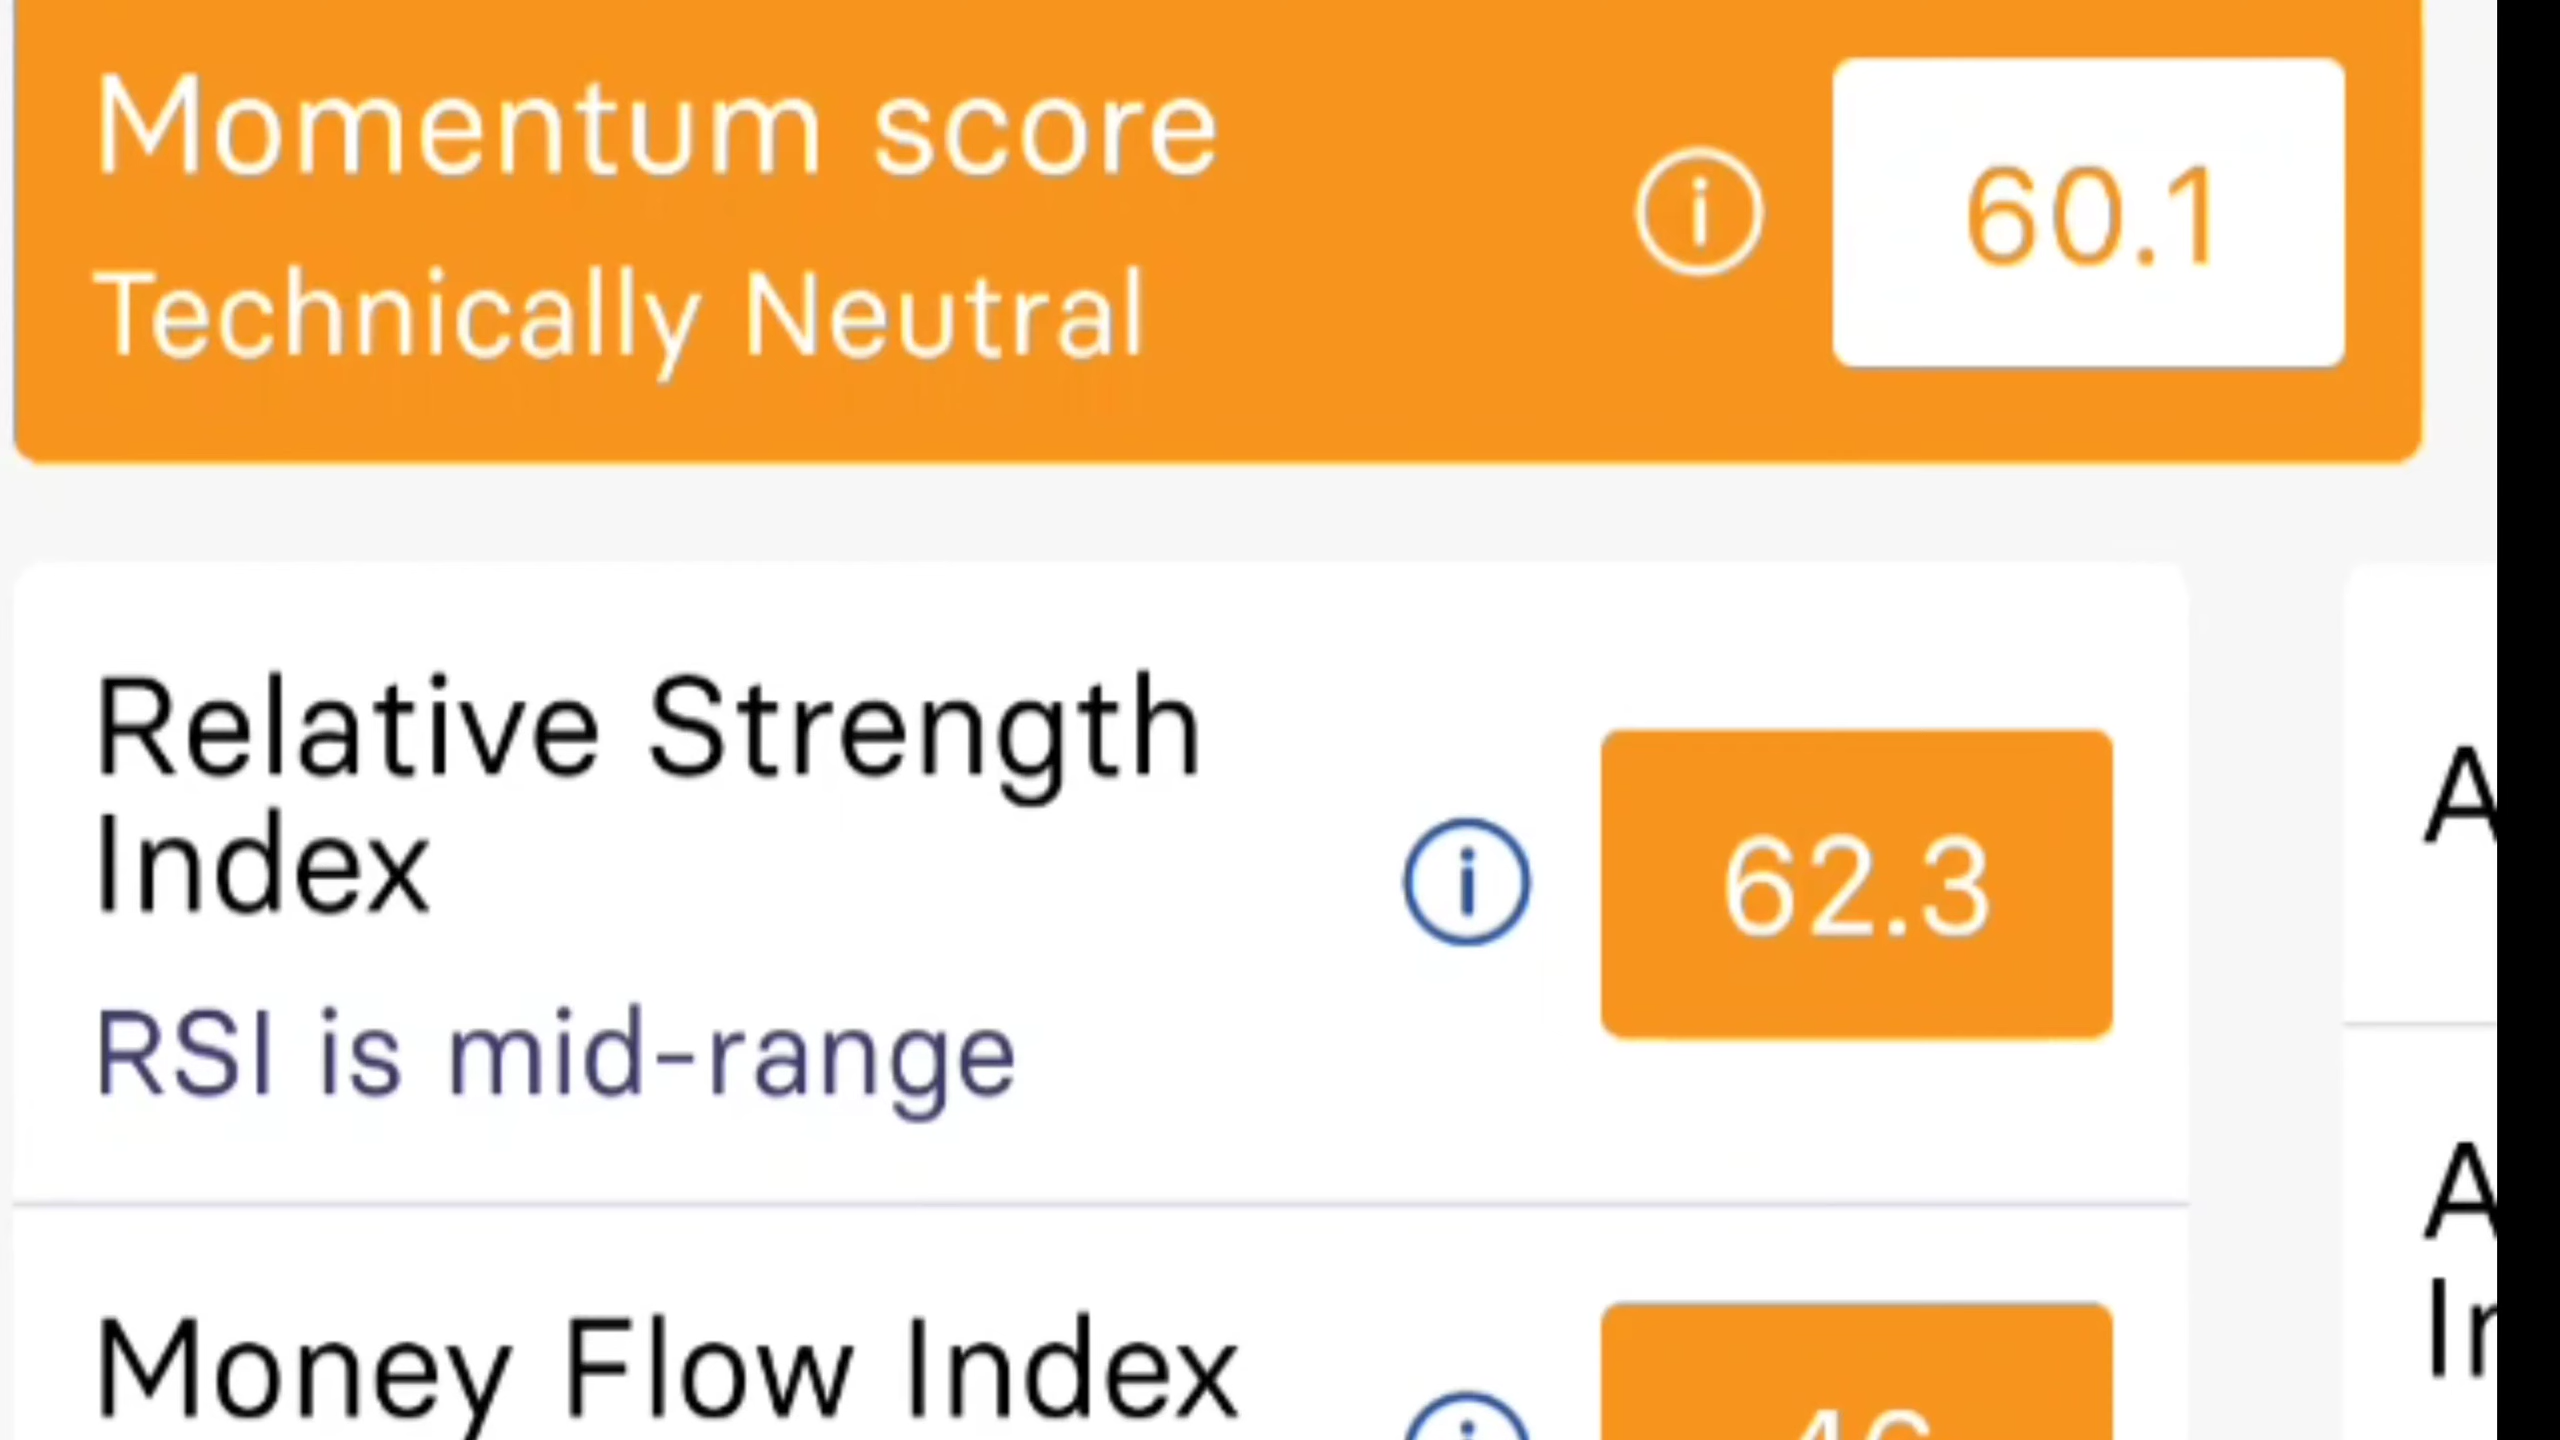 Momentum score
Technically Neutral
60.1
Relative Strength
Index
62.3
RSI is mid-range
Money Flow Index